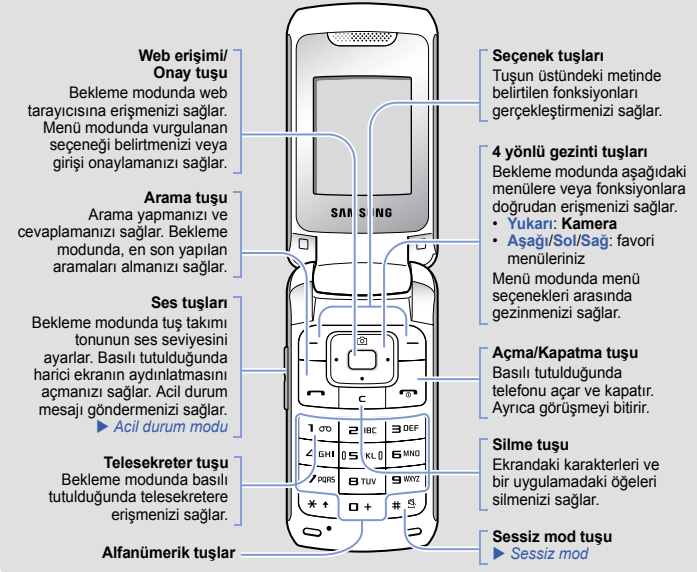 Web erişimi/
Onay tuşu
Bekleme modunda web
tarayıcısına erişmenizi sağlar.
Menü modunda vurgulanan
seçeneği belirtmenizi veya
girişi onaylamanızı sağlar.
Arama tuşu
Arama yapmanızı ve
cevaplamanızı sağlar. Bekleme
modunda, en son yapılan
aramaları almanızı sağlar.
Ses tuşları
Bekleme modunda tuş takımı
tonunun ses seviyesini
ayarlar. Basılı tutulduğunda
harici ekranın aydınlatmasını
açmanızı sağlar. Acil durum
mesajı göndermenizi sağlar.
▶ Acil durum modu
Telesekreter tuşu
Bekleme modunda basılı
tutulduğunda telesekretere
erişmenizi sağlar.
Alfanümerik tuşlar
SAMSUNG
C
1
2 ABC
3 DEF
4 GHI
0 5 KL 0
6 MNO
7 PQRS
8 TUV
9 WXYZ
* 
0 +
#
Seçenek tuşları
Tuşun üstündeki metinde
belirtilen fonksiyonları
gerçekleştirmenizi sağlar.
4 yönlü gezinti tuşları
Bekleme modunda aşağıdaki
menülere veya fonksiyonlara
doğrudan erişmenizi sağlar.
• Yukarı: Kamera
• Aşağı/Sol/Sağ: favori
menüleriniz
Menü modunda menü
seçenekleri arasında
gezinmenizi sağlar.
Açma/Kapatma tuşu
Basılı tutulduğunda
telefonu açar ve kapatır.
Ayrıca görüşmeyi bitirir.
Silme tuşu
Ekrandaki karakterleri ve
bir uygulamadaki öğeleri
silmenizi sağlar.
Sessiz mod tuşu
▶ Sessiz mod